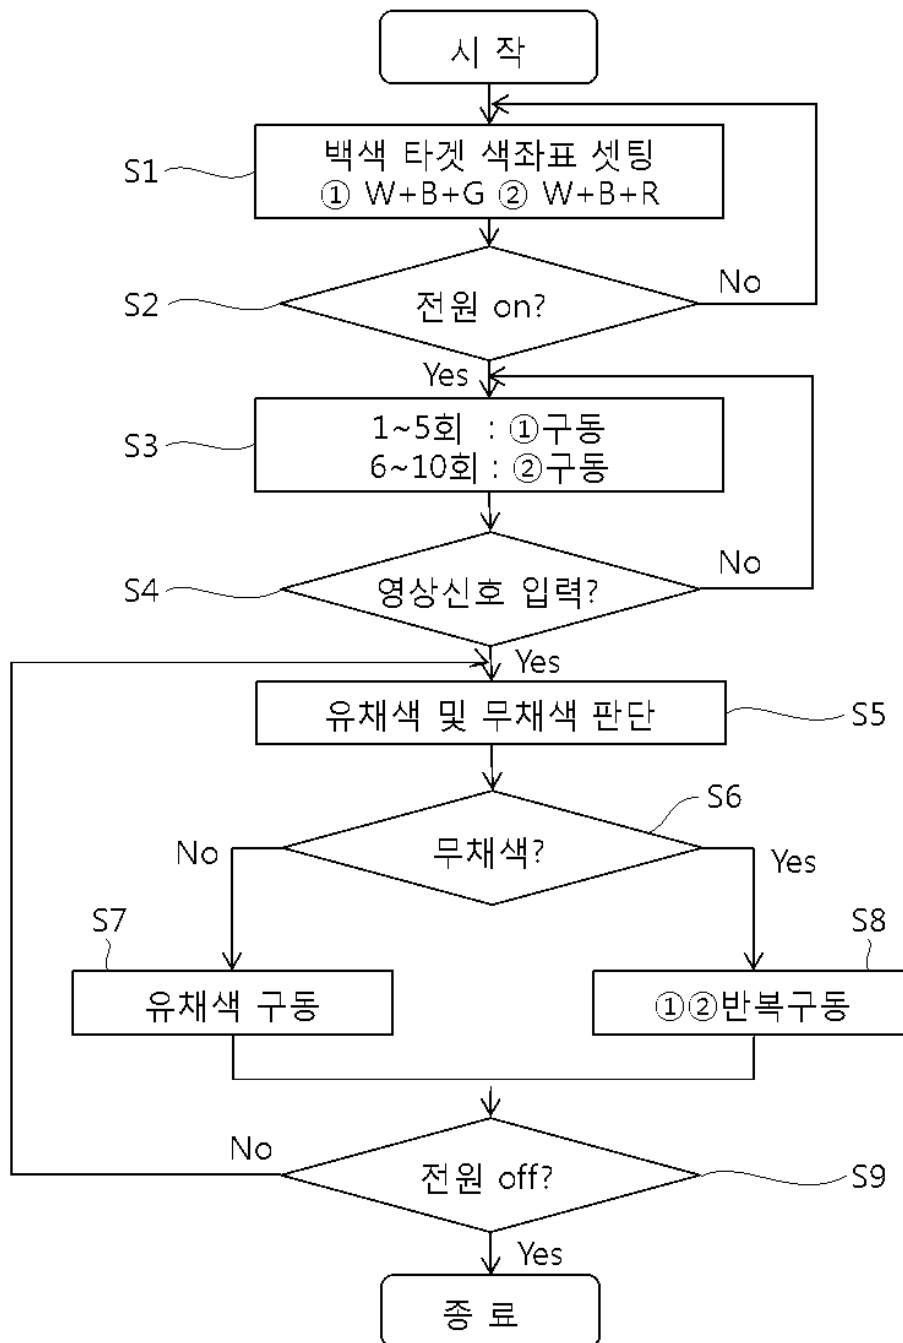 시 작
S1
백색 타겟 색좌표 셋팅
① W+B+G ② W+B+R
S2
전원 on?
No
Yes
S3
1~5회 : ①구동
6~10회 : ②구동
S4
영상신호 입력?
No
Yes
유채색 및 무채색 판단
S5
S6
무채색?
No
Yes
S7
S8
유채색 구동
①②반복구동
No
전원 off?
S9
Yes
종 료